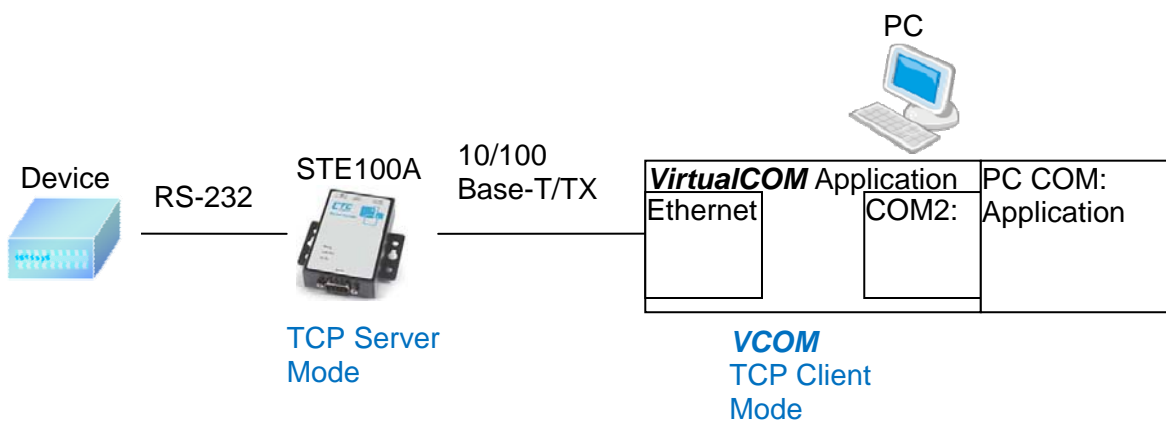 PC
Device
RS-232
STE100A
10/100
Base-T/TX
VirtualCOM Application
Ethernet
COM2:
PC COM:
Application
TCP Server
Mode
VCOM
TCP Client
Mode
CTC